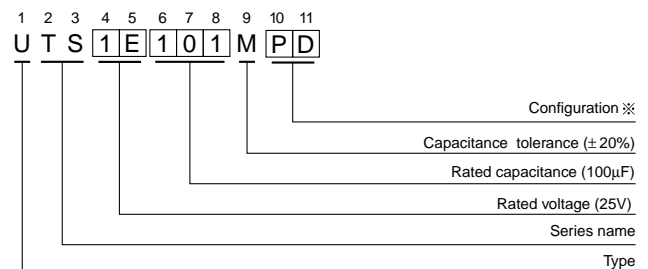 1 2 3 4 5 6 7 8 9 10 11
U T S 1 E 1 0 1 M P D
Configuration ※
Capacitance tolerance (±20%)
Rated capacitance (100µF)
Rated voltage (25V)
Series name
Type